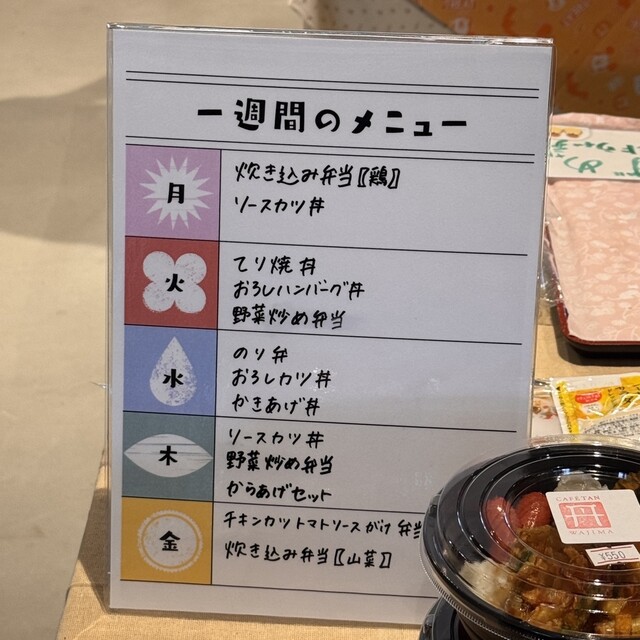 一週間のメニュー
月
炊き込み弁当〖鶏〗
ソースカツ丼
火
てり焼丼
おろしハンバーグ丼
野菜炒め弁当
水
のり弁
おろしカツ丼
かきあげ丼
木
ソースカツ丼
野菜炒め弁当
からあげセット
金
チキンカツトマトソースがけ弁当
炊き込み弁当〖山菜〗
CAFETAN
WAJIMA
¥550